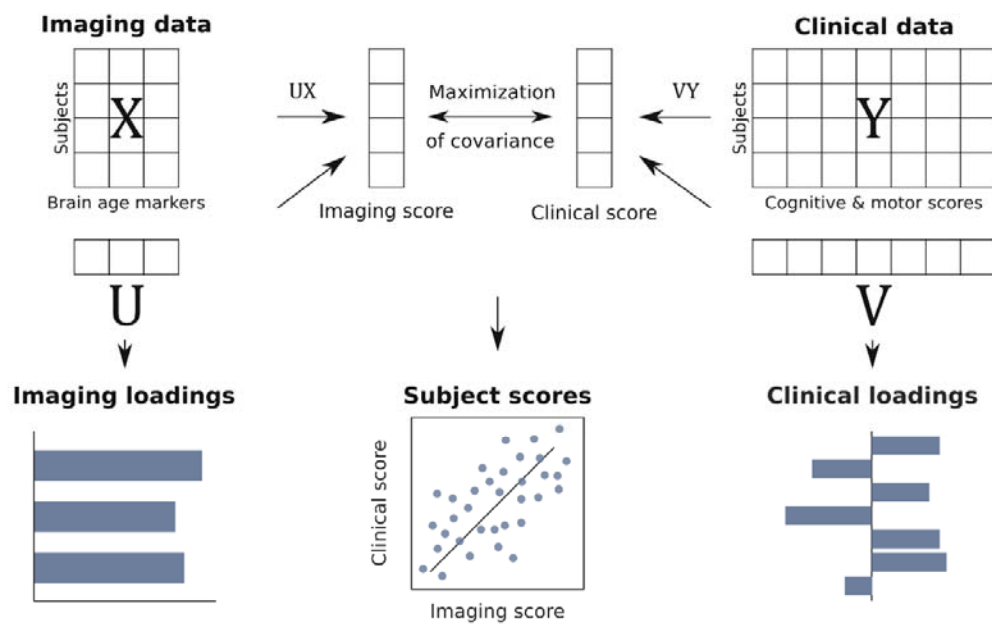 Imaging data
Clinical data
Subjects
X
UX
Maximization
of covariance
VY
Subjects
Y
Brain age markers
Imaging score
Clinical score
Cognitive & motor scores
U
V
Imaging loadings
Subject scores
Clinical loadings
Clinical score
Imaging score